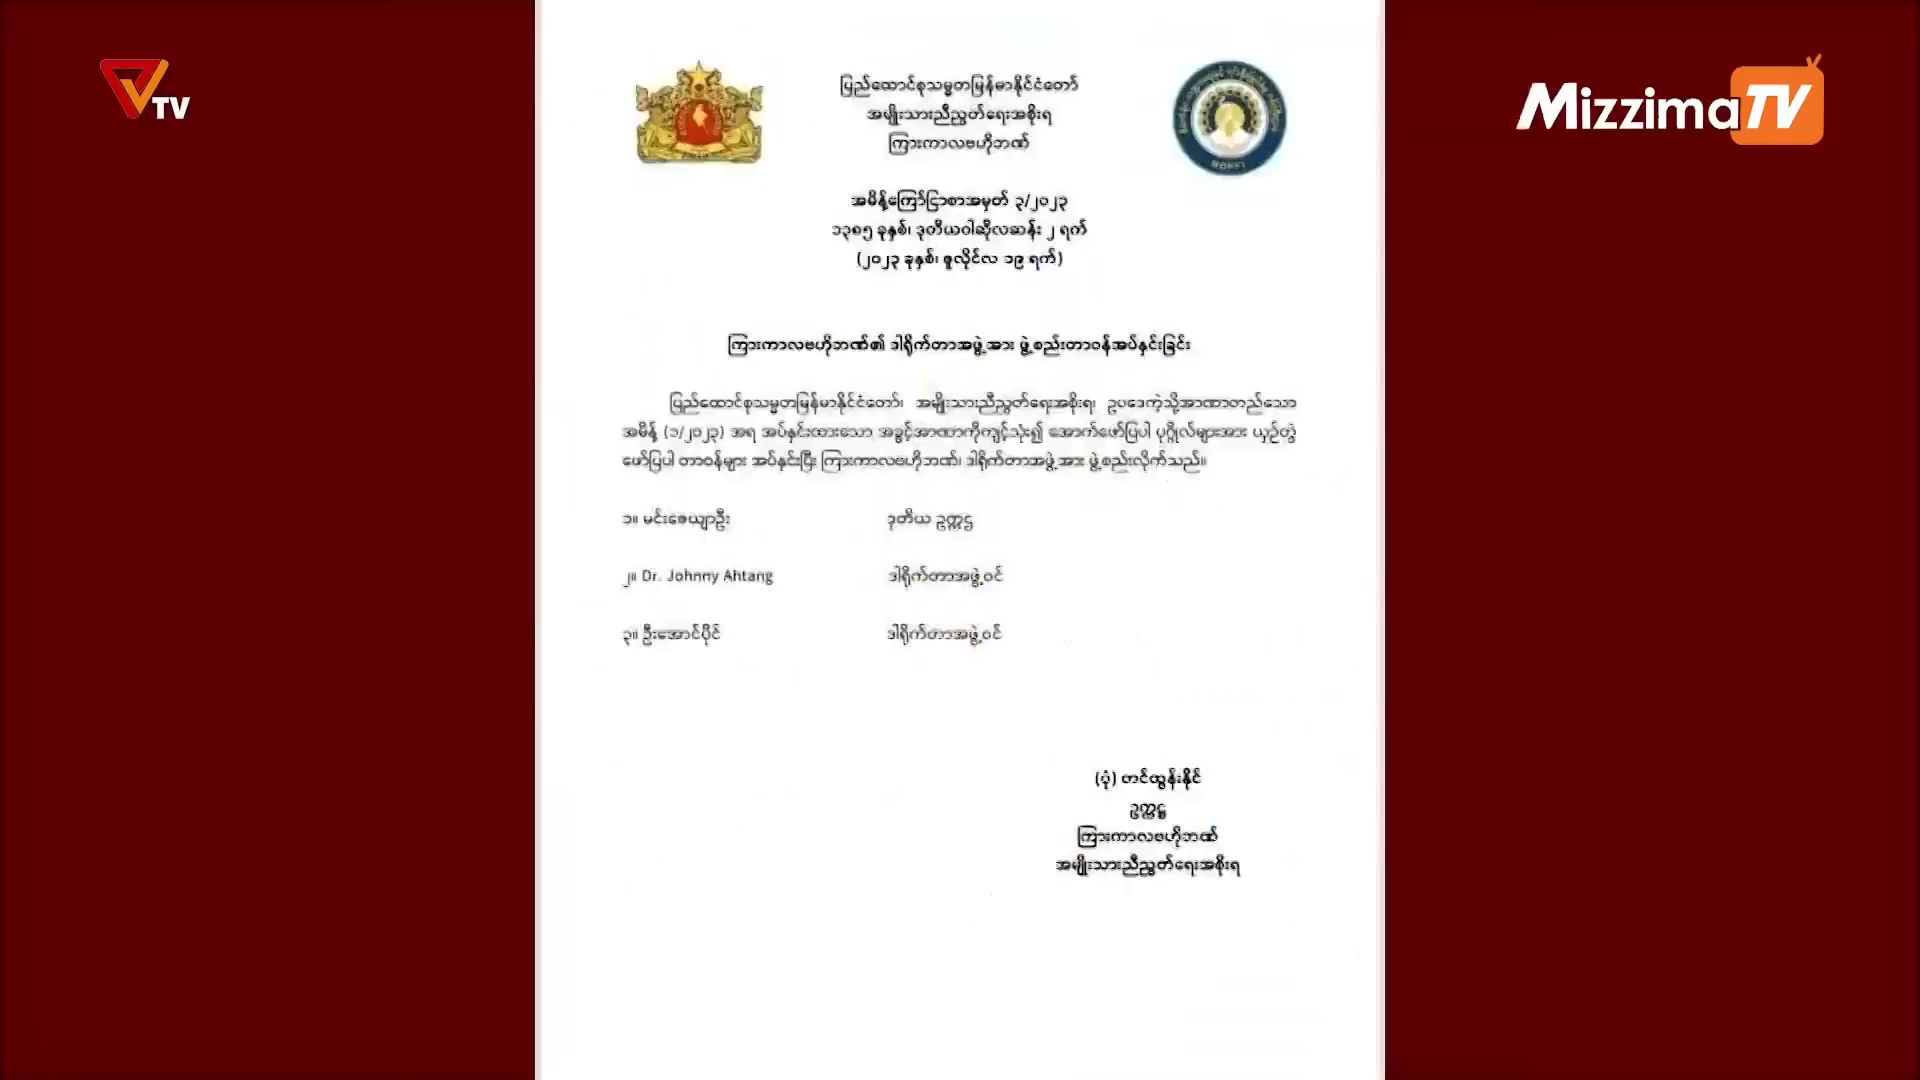 TV
MizzimaTV
ပြည်ထောင်စုသမ္မတမြန်မာနိုင်ငံတော်
အမျိုးသားညီညွတ်ရေးအစိုးရ
ကြားကာလဗဟိုဘဏ်
အမိန့်ကြော်ငြာစာအမှတ် ၃/၂၀၂၃
၁၃၈၅ ခုနှစ်၊ ဒုတိယဝါဆိုလဆန်း ၂ ရက်
(၂၀၂၃ ခုနှစ်၊ ဇူလိုင်လ ၁၉ ရက်)
ကြားကာလဗဟိုဘဏ်၏ ဒါရိုက်တာအဖွဲ့အား ဖွဲ့စည်းတာဝန်အပ်နှင်းခြင်း
ပြည်ထောင်စုသမ္မတမြန်မာနိုင်ငံတော်၊ အမျိုးသားညီညွတ်ရေးအစိုးရ၊ ဥပဒေကဲ့သို့အာဏာတည်သော
အမိန့် (၁/၂၀၂၃) အရ အပ်နှင်းထားသော အခွင့်အာဏာကိုကျင့်သုံး၍ အောက်ဖော်ပြပါ ပုဂ္ဂိုလ်များအား ယှဉ်တွဲ
ဖော်ပြပါ တာဝန်များ အပ်နှင်းပြီး ကြားကာလဗဟိုဘဏ်၊ ဒါရိုက်တာအဖွဲ့အား ဖွဲ့စည်းလိုက်သည်။
၁။ မင်းဇေယျာဦး ဒုတိယ ဥက္ကဋ္ဌ
၂။ Dr. Johnny Ahtang ဒါရိုက်တာအဖွဲ့ဝင်
၃။ ဦးအောင်ပိုင် ဒါရိုက်တာအဖွဲ့ဝင်
(ပုံ) တင်ထွန်းနိုင်
ဥက္ကဋ္ဌ
ကြားကာလဗဟိုဘဏ်
အမျိုးသားညီညွတ်ရေးအစိုးရ